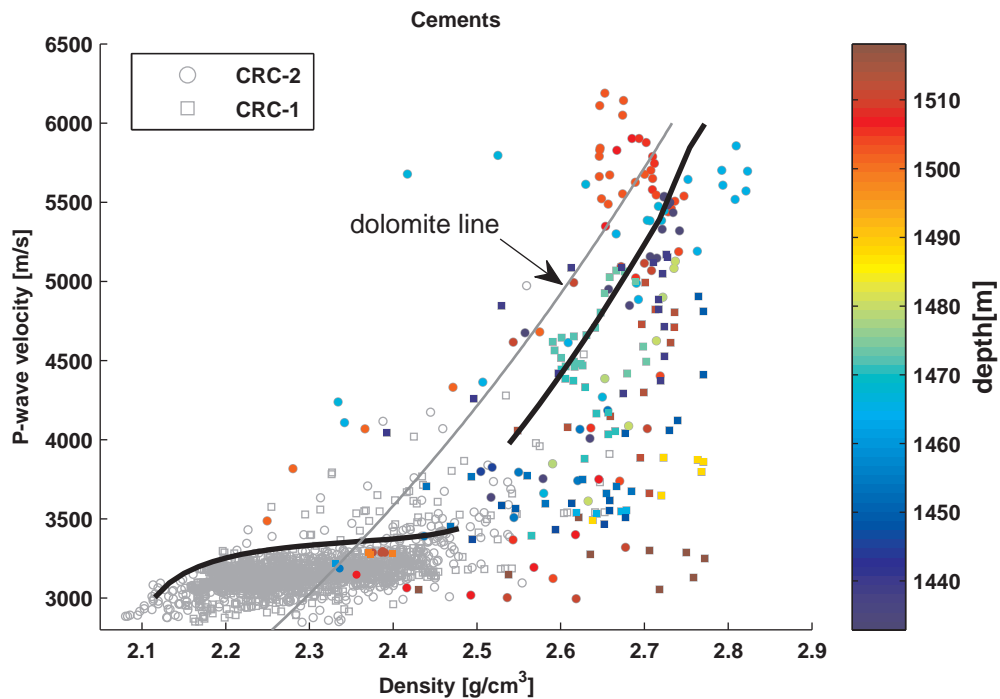 Cements
6500
6000
5500
5000
4500
4000
3500
3000
P-wave velocity [m/s]
CRC-2
CRC-1
dolomite line
2.1 2.2 2.3 2.4 2.5 2.6 2.7 2.8 2.9
Density [g/cm³]
1510
1500
1490
1480
1470
1460
1450
1440
depth[m]